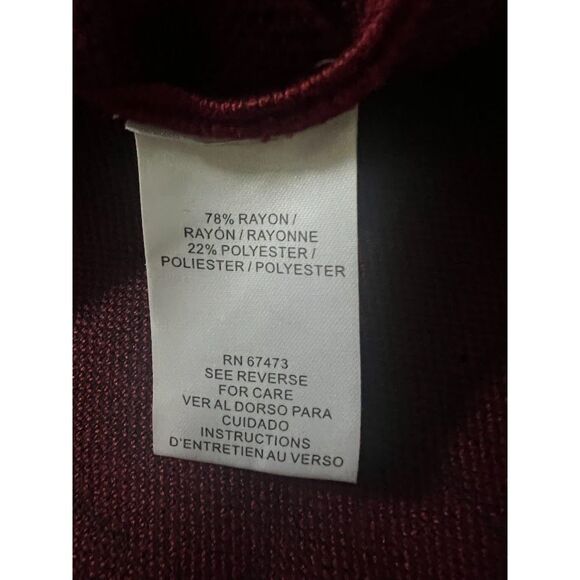 78% RAYON /
RAYÓN / RAYONNE
22% POLYESTER /
POLIESTER / POLYESTER
RN 67473
SEE REVERSE
FOR CARE
VER AL DORSO PARA
CUIDADO
INSTRUCTIONS
D'ENTRETIEN AU VERSO